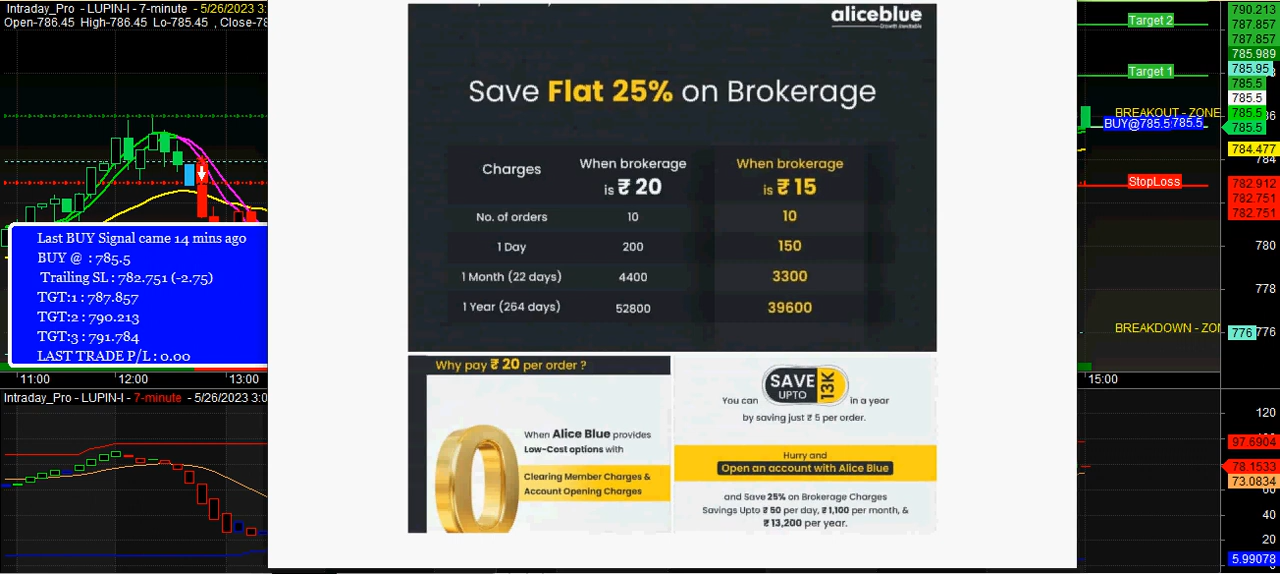 Intraday_Pro - LUPIN-I - 7-minute - 5/26/2023 3:
Open-786.45 High-786.45 Lo-785.45 , Close-78
Last BUY Signal came 14 mins ago
BUY @ : 785.5
Trailing SL : 782.751 (-2.75)
TGT:1 : 787.857
TGT:2 : 790.213
TGT:3 : 791.784
LAST TRADE P/L : 0.00
11:00 12:00 13:00
Intraday_Pro - LUPIN-I - 7-minute - 5/26/2023 3:0
aliceblue
Save Flat 25% on Brokerage
Charges
When brokerage
is ₹ 20
When brokerage
is ₹ 15
No. of orders 10 10
1 Day 200 150
1 Month (22 days) 4400 3300
1 Year (264 days) 52800 39600
Why pay ₹ 20 per order ?
When Alice Blue provides
Low-Cost options with
Clearing Member Charges &
Account Opening Charges
You can SAVE UPTO 13K in a year
by saving just ₹ 5 per order.
Hurry and
Open an account with Alice Blue
and Save 25% on Brokerage Charges
Savings Upto ₹ 50 per day, ₹ 1,100 per month, &
₹ 13,200 per year.
Target 2
Target 1
BREAKOUT - ZONE
BUY@785.5 785.5
StopLoss
BREAKDOWN - ZON
15:00
790.213
787.857
787.857
785.989
785.95
785.5
785.5
785.5
785.5
784.477
782.912
782.751
782.751
780
778
776
120
97.6904
78.1533
73.0834
40
20
5.99078